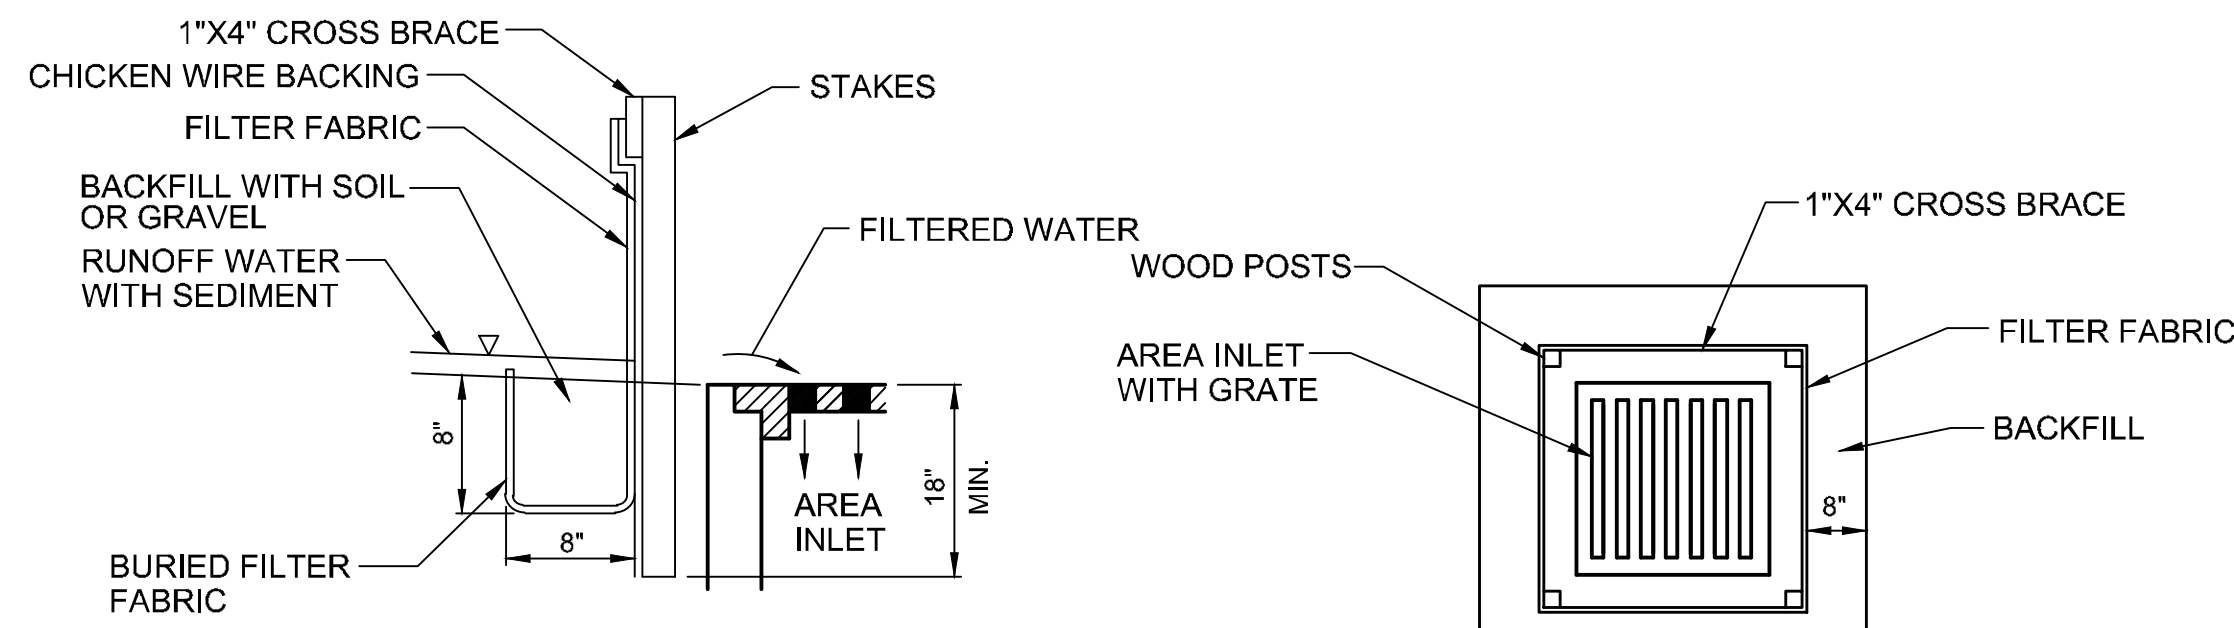 1"X4" CROSS BRACE
CHICKEN WIRE BACKING
FILTER FABRIC
BACKFILL WITH SOIL
OR GRAVEL
RUNOFF WATER
WITH SEDIMENT
8"
8"
BURIED FILTER
FABRIC
STAKES
FILTERED WATER
AREA
INLET
18"
MIN.
1"X4" CROSS BRACE
WOOD POSTS
AREA INLET
WITH GRATE
FILTER FABRIC
BACKFILL
8"